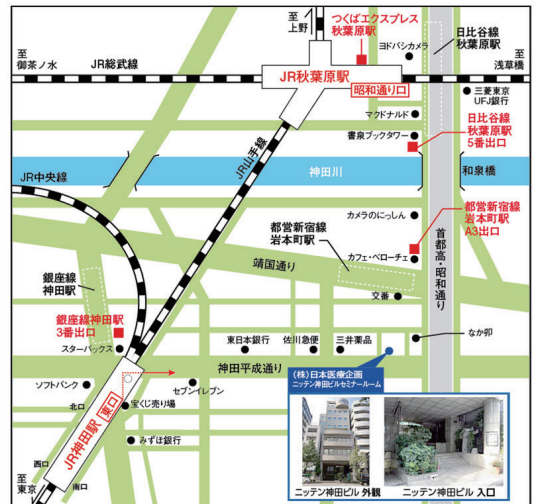 至
上野
つくばエクスプレス
秋葉原駅
ヨドバシカメラ
日比谷線
秋葉原駅
至
御茶ノ水
JR総武線
JR秋葉原駅
昭和通り口
至
浅草橋
三菱東京
UFJ銀行
マクドナルド
書泉ブックタワー
日比谷線
秋葉原駅
5番出口
JR中央線
JR山手線
神田川
和泉橋
カメラのにっしん
都営新宿線
岩本町駅
A3出口
都営新宿線
岩本町駅
カフェ・ベローチェ
靖国通り
首都高・昭和通り
銀座線
神田駅
交番
銀座線神田駅
3番出口
スターバックス
東日本銀行
佐川急便
三井薬品
なか卯
神田平成通り
(株)日本医療企画
ニッテン神田ビルセミナールーム
ソフトバンク
セブンイレブン
北口
宝くじ売り場
JR神田駅
東口
みずほ銀行
西口
至
東京
南口
ニッテン神田ビル 外観
ニッテン神田ビル 入口